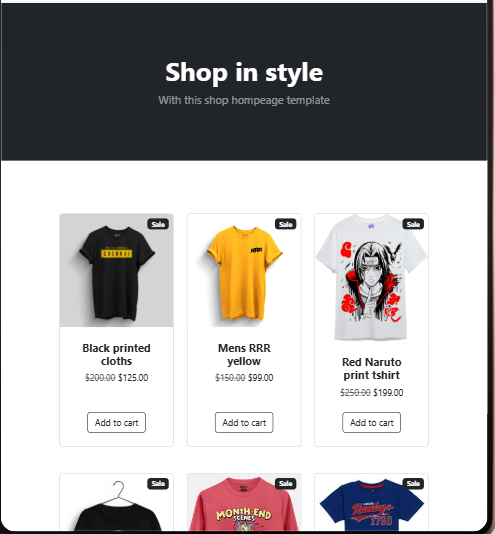 Shop in style
With this shop hompeage template
Sale
CHENNAI
Black printed
cloths
$200.00 $125.00
Add to cart
Sale
RRR
Mens RRR
yellow
$150.00 $99.00
Add to cart
Sale
Red Naruto
print tshirt
$250.00 $199.00
Add to cart
Sale
Sale
MONTH END
SCENES
Sale